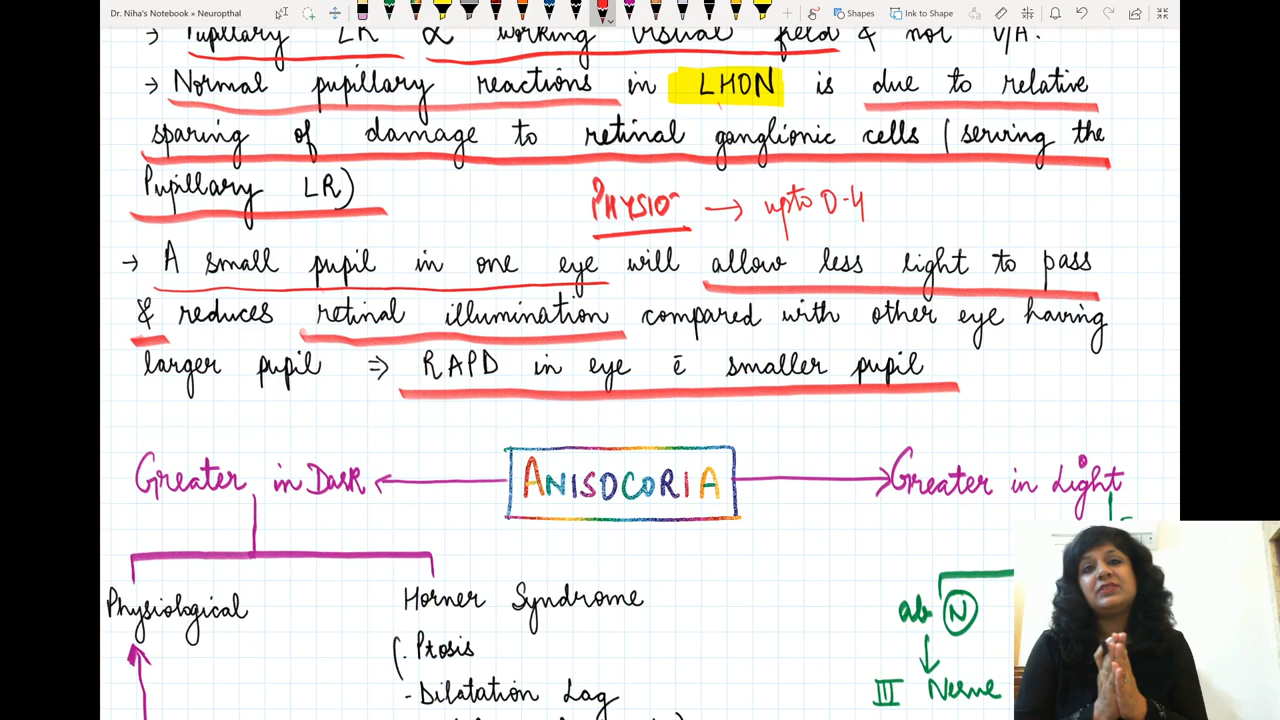 Dr. Niha's Notebook » Neuropthal
Shapes
Ink to Shape
→ Pupillary LR ∝ working visual field & not V/A.
→ Normal pupillary reactions in LHON is due to relative
sparing of damage to retinal ganglionic cells (serving the
Pupillary LR)
PHYSIO → upto 0.4
→ A small pupil in one eye will allow less light to pass
& reduces retinal illumination compared with other eye having
larger pupil ⇒ RAPD in eye c̄ smaller pupil
Greater in Dark ← ANISOCORIA → Greater in Light
Physiological
Horner Syndrome
(. Ptosis
- Dilatation Lag
ab N
III Nerve